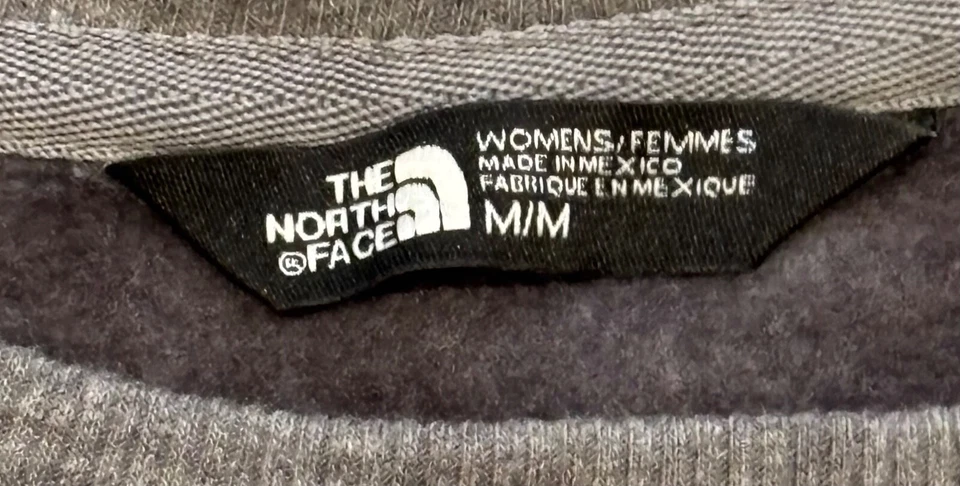 THE
NORTH
®FACE
WOMENS/FEMMES
MADE IN MEXICO
FABRIQUE EN MEXIQUE
M/M